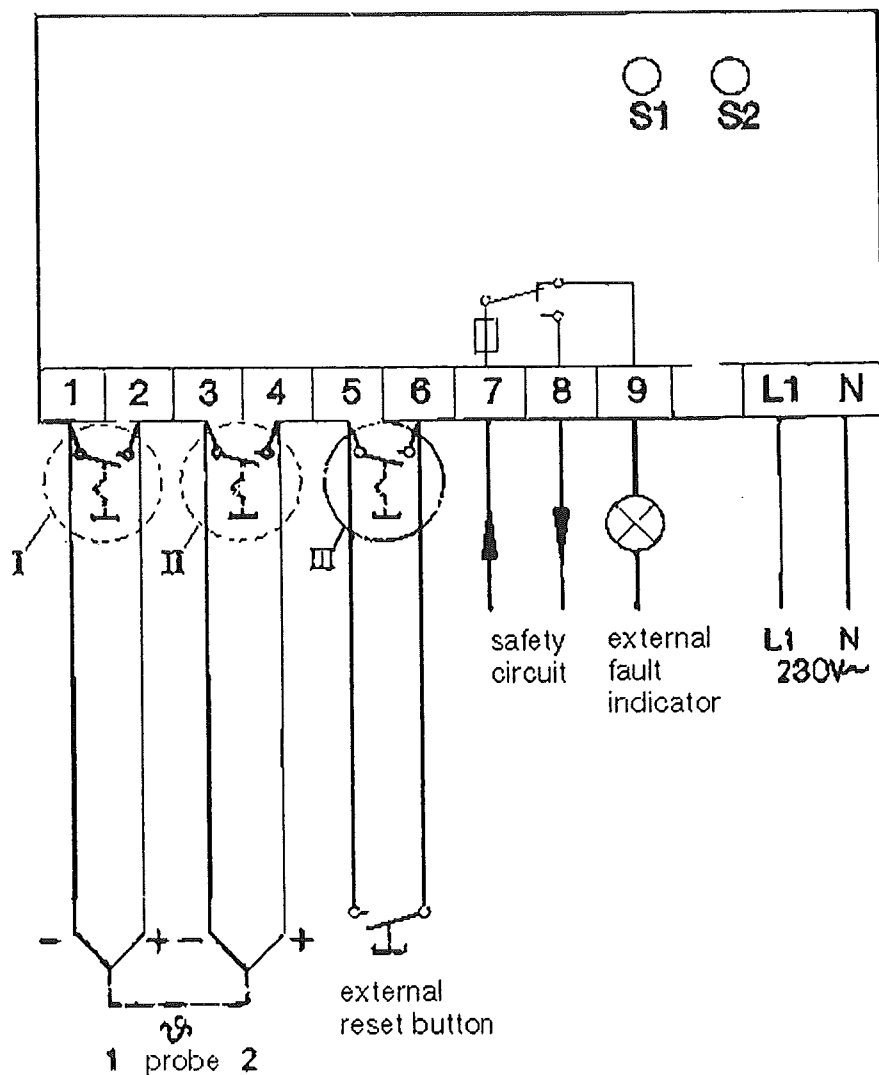 S1 S2
1 2 3 4 5 6 7 8 9 L1 N
I II III
safety
circuit
external
fault
indicator
L1 N
230V~
- + - +
external
reset button
ϑ
1 probe 2